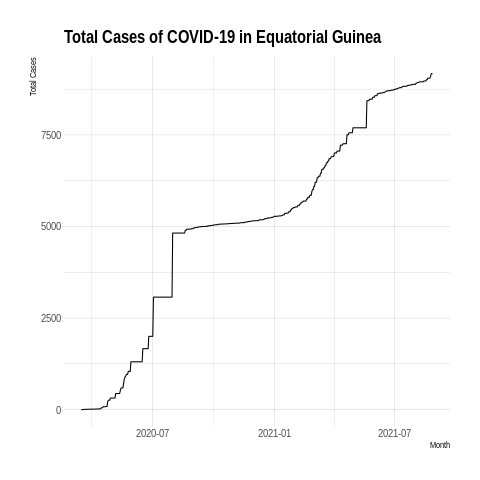 Total Cases of COVID-19 in Equatorial Guinea
Total Cases
7500
5000
2500
0
2020-07
2021-01
2021-07
Month